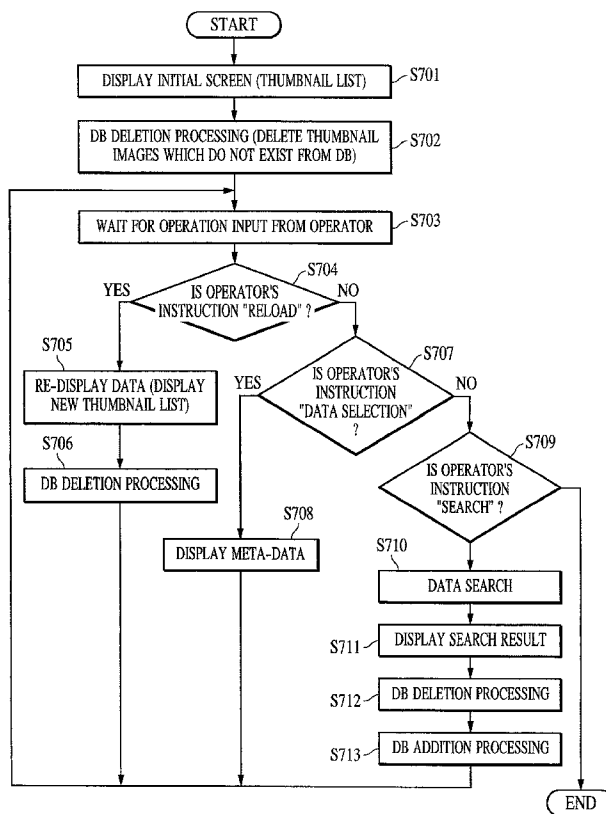 START
DISPLAY INITIAL SCREEN (THUMBNAIL LIST)
S701
DB DELETION PROCESSING (DELETE THUMBNAIL
IMAGES WHICH DO NOT EXIST FROM DB)
S702
WAIT FOR OPERATION INPUT FROM OPERATOR
S703
S704
YES
IS OPERATOR'S
INSTRUCTION "RELOAD" ?
NO
S705
RE-DISPLAY DATA (DISPLAY
NEW THUMBNAIL LIST)
S706
DB DELETION PROCESSING
S707
YES
IS OPERATOR'S
INSTRUCTION
"DATA SELECTION"
?
NO
S708
DISPLAY META-DATA
S709
IS OPERATOR'S
INSTRUCTION
"SEARCH" ?
S710
DATA SEARCH
S711
DISPLAY SEARCH RESULT
S712
DB DELETION PROCESSING
S713
DB ADDITION PROCESSING
END